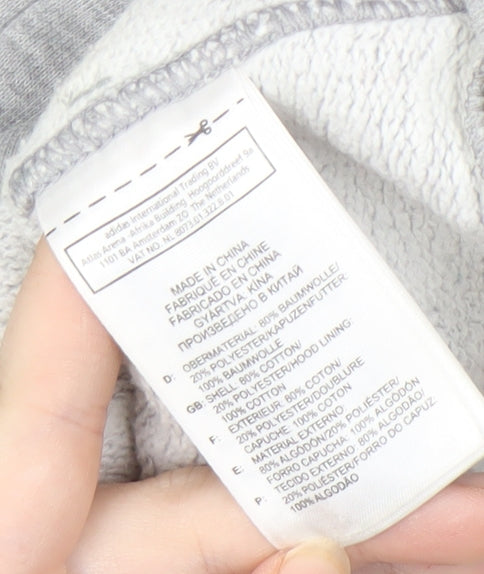 adidas International Trading BV
Atlas Arena - Afrika Building Hoogoorddreef 9a
1101 BA Amsterdam ZO The Netherlands
VAT NO. NL 8073.01.322.B.01
MADE IN CHINA
FABRIQUÉ EN CHINE
FABRICADO EN CHINA
GYÁRTVA, KÍNA
ПРОИЗВЕДЕНО В КИТАЙ
D: OBERMATERIAL: 80% BAUMWOLLE/
20% POLYESTER/KAPUZENFUTTER:
100% BAUMWOLLE
GB: SHELL: 80% COTTON/
20% POLYESTER/HOOD LINING:
100% COTTON
F: EXTERIEUR: 80% COTON/
20% POLYESTER/DOUBLURE
CAPUCHE: 100% COTON
E: MATERIAL EXTERNO:
80% ALGODÓN/20% POLIÉSTER/
FORRO CAPUCHA: 100% ALGODÓN
P: TECIDO EXTERNO: 80% ALGODÃO/
20% POLIÉSTER/FORRO DO CAPUZ:
100% ALGODÃO